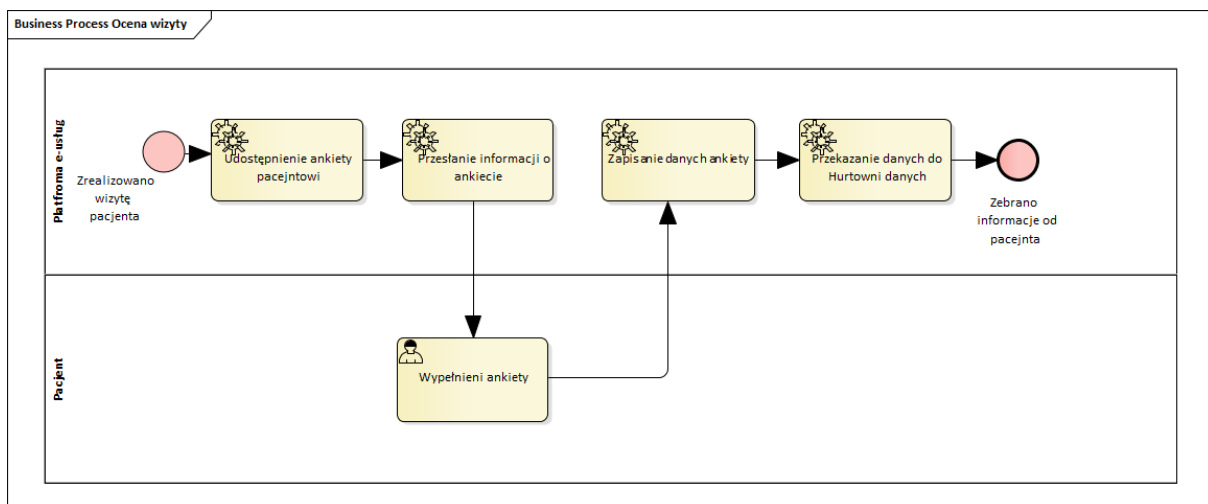 Business Process Ocena wizyty
Platfroma e-usług
Zrealizowano
wizytę
pacjenta
Udostępnienie ankiety
pacejntowi
Przesłanie informacji o
ankiecie
Zapisanie danych ankiety
Przekazanie danych do
Hurtowni danych
Zebrano
informacje od
pacejnta
Pacjent
Wypełnieni ankiety